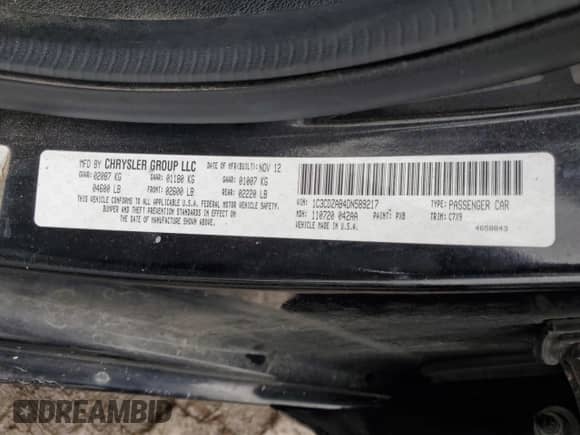 MFD BY CHRYSLER GROUP LLC DATE OF MFR(BUILT): NOV 12
GVWR: 02087 KG GAWR: 01180 KG GAWR: 01007 KG
04600 LB FRONT: 02600 LB REAR: 02220 LB
THIS VEHICLE CONFORMS TO ALL APPLICABLE U.S.A. FEDERAL MOTOR VEHICLE SAFETY,
BUMPER AND THEFT PREVENTION STANDARDS IN EFFECT ON
THE DATE OF MANUFACTURE SHOWN ABOVE.
VIN: 1C3CDZAB4DN589217 TYPE: PASSENGER CAR
MDH: 110720 042AA PAINT: PXB TRIM: C7X9
VEHICLE MADE IN U.S.A. 4658843
DREAMBID